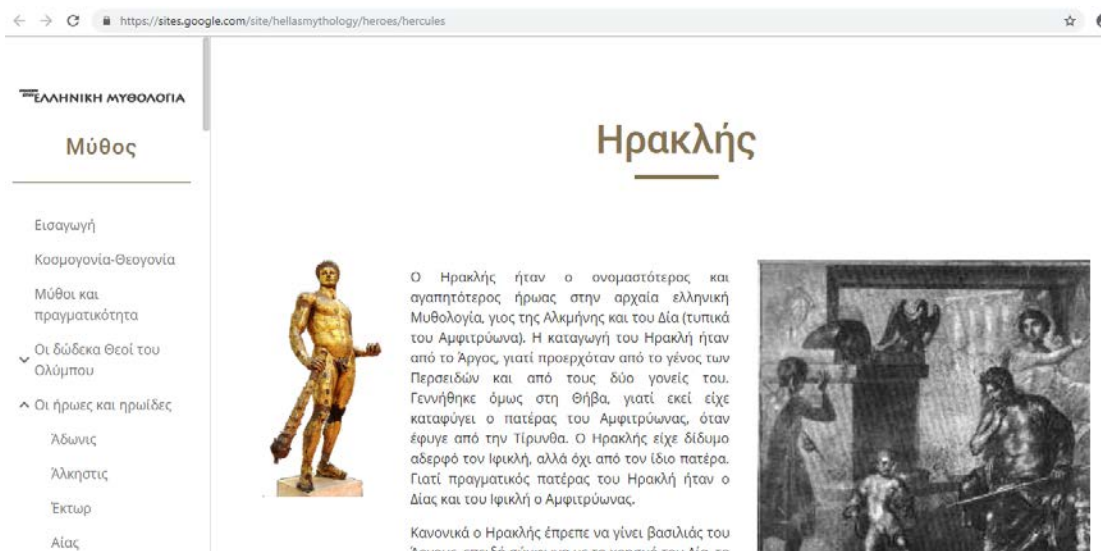 https://sites.google.com/site/hellasmythology/heroes/hercules
ΕΛΛΗΝΙΚΗ ΜΥΘΟΛΟΓΙΑ
Μύθος
Εισαγωγή
Κοσμογονία-Θεογονία
Μύθοι και
πραγματικότητα
Οι δώδεκα Θεοί του
Ολύμπου
Οι ήρωες και ηρωίδες
Άδωνις
Άλκηστις
Έκτωρ
Αίας
Ηρακλής
Ο Ηρακλής ήταν ο ονομαστότερος και
αγαπητότερος ήρωας στην αρχαία ελληνική
Μυθολογία, γιος της Αλκμήνης και του Δία (τυπικά
του Αμφιτρύωνα). Η καταγωγή του Ηρακλή ήταν
από το Άργος, γιατί προερχόταν από το γένος των
Περσειδών και από τους δύο γονείς του.
Γεννήθηκε όμως στη Θήβα, γιατί εκεί είχε
καταφύγει ο πατέρας του Αμφιτρύωνας, όταν
έφυγε από την Τίρυνθα. Ο Ηρακλής είχε δίδυμο
αδερφό τον Ιφικλή, αλλά όχι από τον ίδιο πατέρα.
Γιατί πραγματικός πατέρας του Ηρακλή ήταν ο
Δίας και του Ιφικλή ο Αμφιτρύωνας.
Κανονικά ο Ηρακλής έπρεπε να γίνει βασιλιάς του